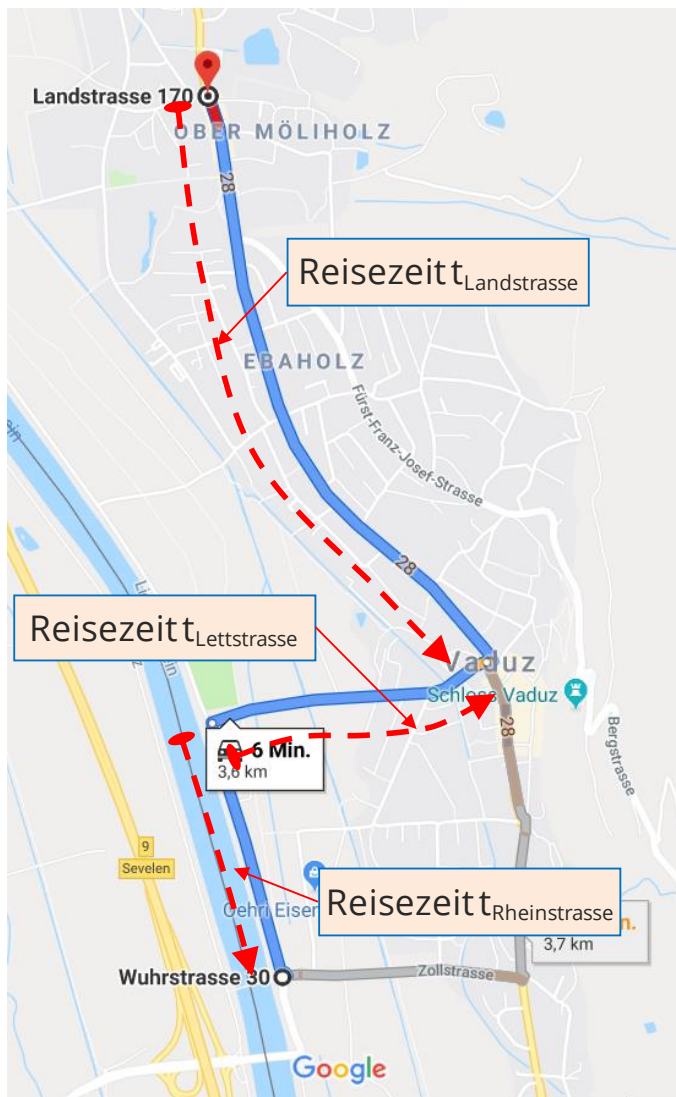 Landstrasse 170
OBER MÖLIHOLZ
28
Reisezeit tLandstrasse
EBAHOLZ
Fürst-Franz-Josef-Strasse
ein
28
Reisezeit tLettstrasse
Vaduz
Schloss Vaduz
28
Bergstrasse
6 Min.
3,6 km
9
Sevelen
Reisezeit tRheinstrasse
n.
3,7 km
Wuhrstrasse 30
Zollstrasse
Google